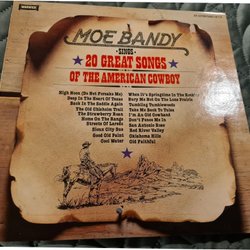 WARWICK
MOE BANDY
SINGS
20 GREAT SONGS
OF THE AMERICAN COWBOY
High Noon (Do Not Forsake Me)
Deep In The Heart Of Texas
Back In The Saddle Again
The Old Chisholm Trail
The Strawberry Roan
Home On The Range
Streets Of Laredo
Sioux City Sue
Good Old Paint
Cool Water
When It's Springtime In The Rockies
Bury Me Not On The Lone Prairie
Tumbling Tumbleweeds
Take Me Back To Tulsa
I'm An Old Cowhand
Don't Fence Me In
San Antonio Rose
Red River Valley
Oklahoma Hills
Old Faithful